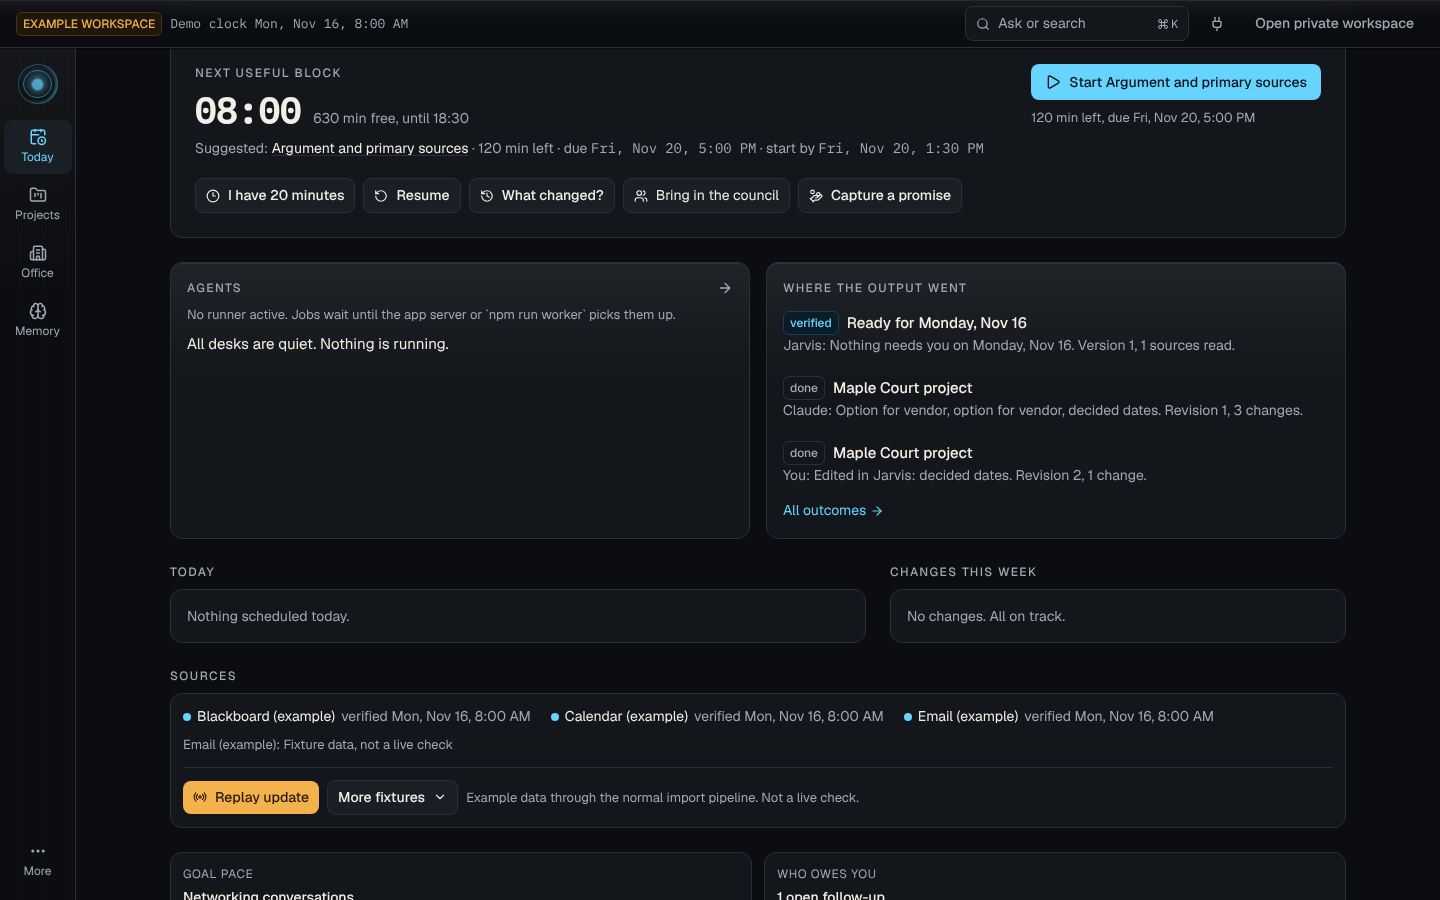 EXAMPLE WORKSPACE Demo clock Mon, Nov 16, 8:00 AM
Ask or search ⌘K
Open private workspace
Today
Projects
Office
Memory
More
NEXT USEFUL BLOCK
08:00 630 min free, until 18:30
Suggested: Argument and primary sources · 120 min left · due Fri, Nov 20, 5:00 PM · start by Fri, Nov 20, 1:30 PM
Start Argument and primary sources
120 min left, due Fri, Nov 20, 5:00 PM
I have 20 minutes
Resume
What changed?
Bring in the council
Capture a promise
AGENTS
No runner active. Jobs wait until the app server or `npm run worker` picks them up.
All desks are quiet. Nothing is running.
WHERE THE OUTPUT WENT
verified Ready for Monday, Nov 16
Jarvis: Nothing needs you on Monday, Nov 16. Version 1, 1 sources read.
done Maple Court project
Claude: Option for vendor, option for vendor, decided dates. Revision 1, 3 changes.
done Maple Court project
You: Edited in Jarvis: decided dates. Revision 2, 1 change.
All outcomes →
TODAY
Nothing scheduled today.
CHANGES THIS WEEK
No changes. All on track.
SOURCES
Blackboard (example) verified Mon, Nov 16, 8:00 AM
Calendar (example) verified Mon, Nov 16, 8:00 AM
Email (example) verified Mon, Nov 16, 8:00 AM
Email (example): Fixture data, not a live check
Replay update
More fixtures
Example data through the normal import pipeline. Not a live check.
GOAL PACE
Networking conversations
WHO OWES YOU
1 open follow-up